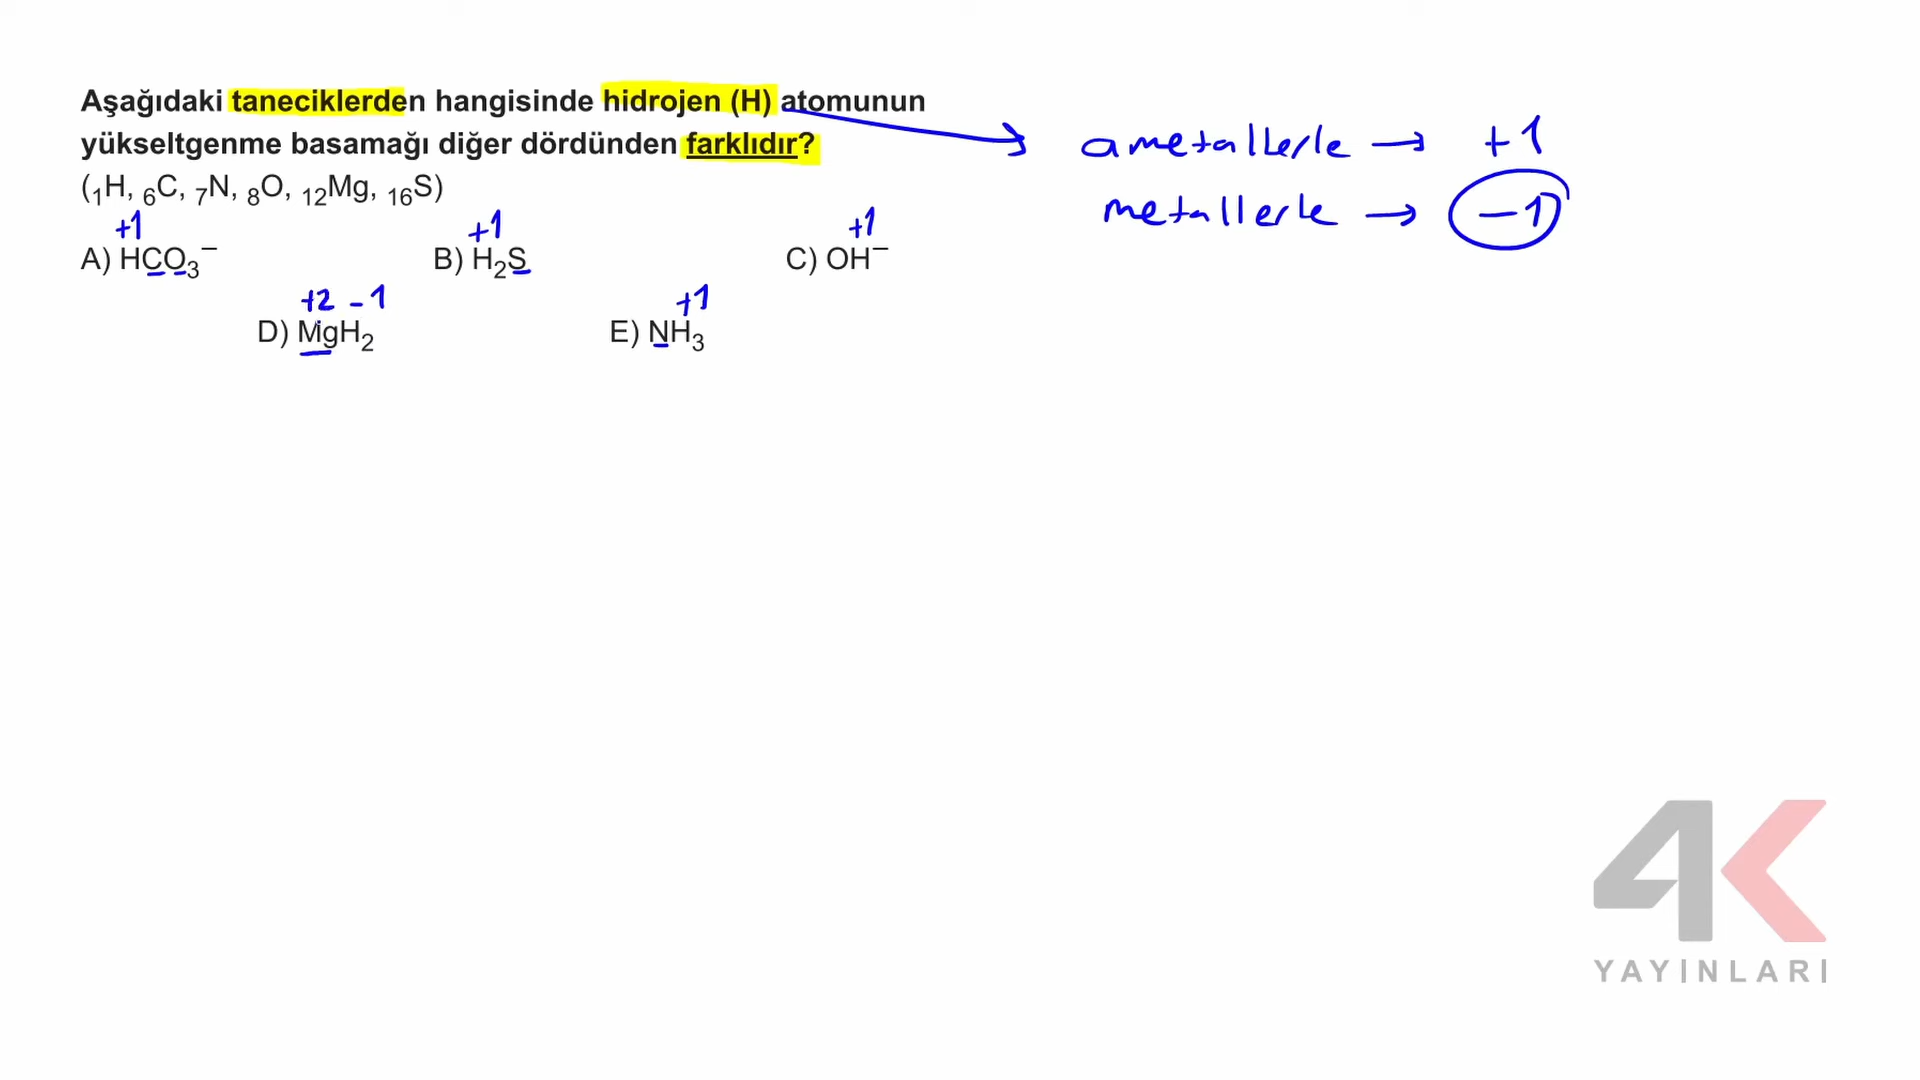 Aşağıdaki taneciklerden hangisinde hidrojen (H) atomunun
yükseltgenme basamağı diğer dördünden farklıdır?
(₁H, ₆C, ₇N, ₈O, ₁₂Mg, ₁₆S)
ametallerle → +1
metallerle → -1
+1 +1 +1
A) HCO₃⁻ B) H₂S C) OH⁻
+2 -1 +1
D) MgH₂ E) NH₃
4K
YAYINLARI